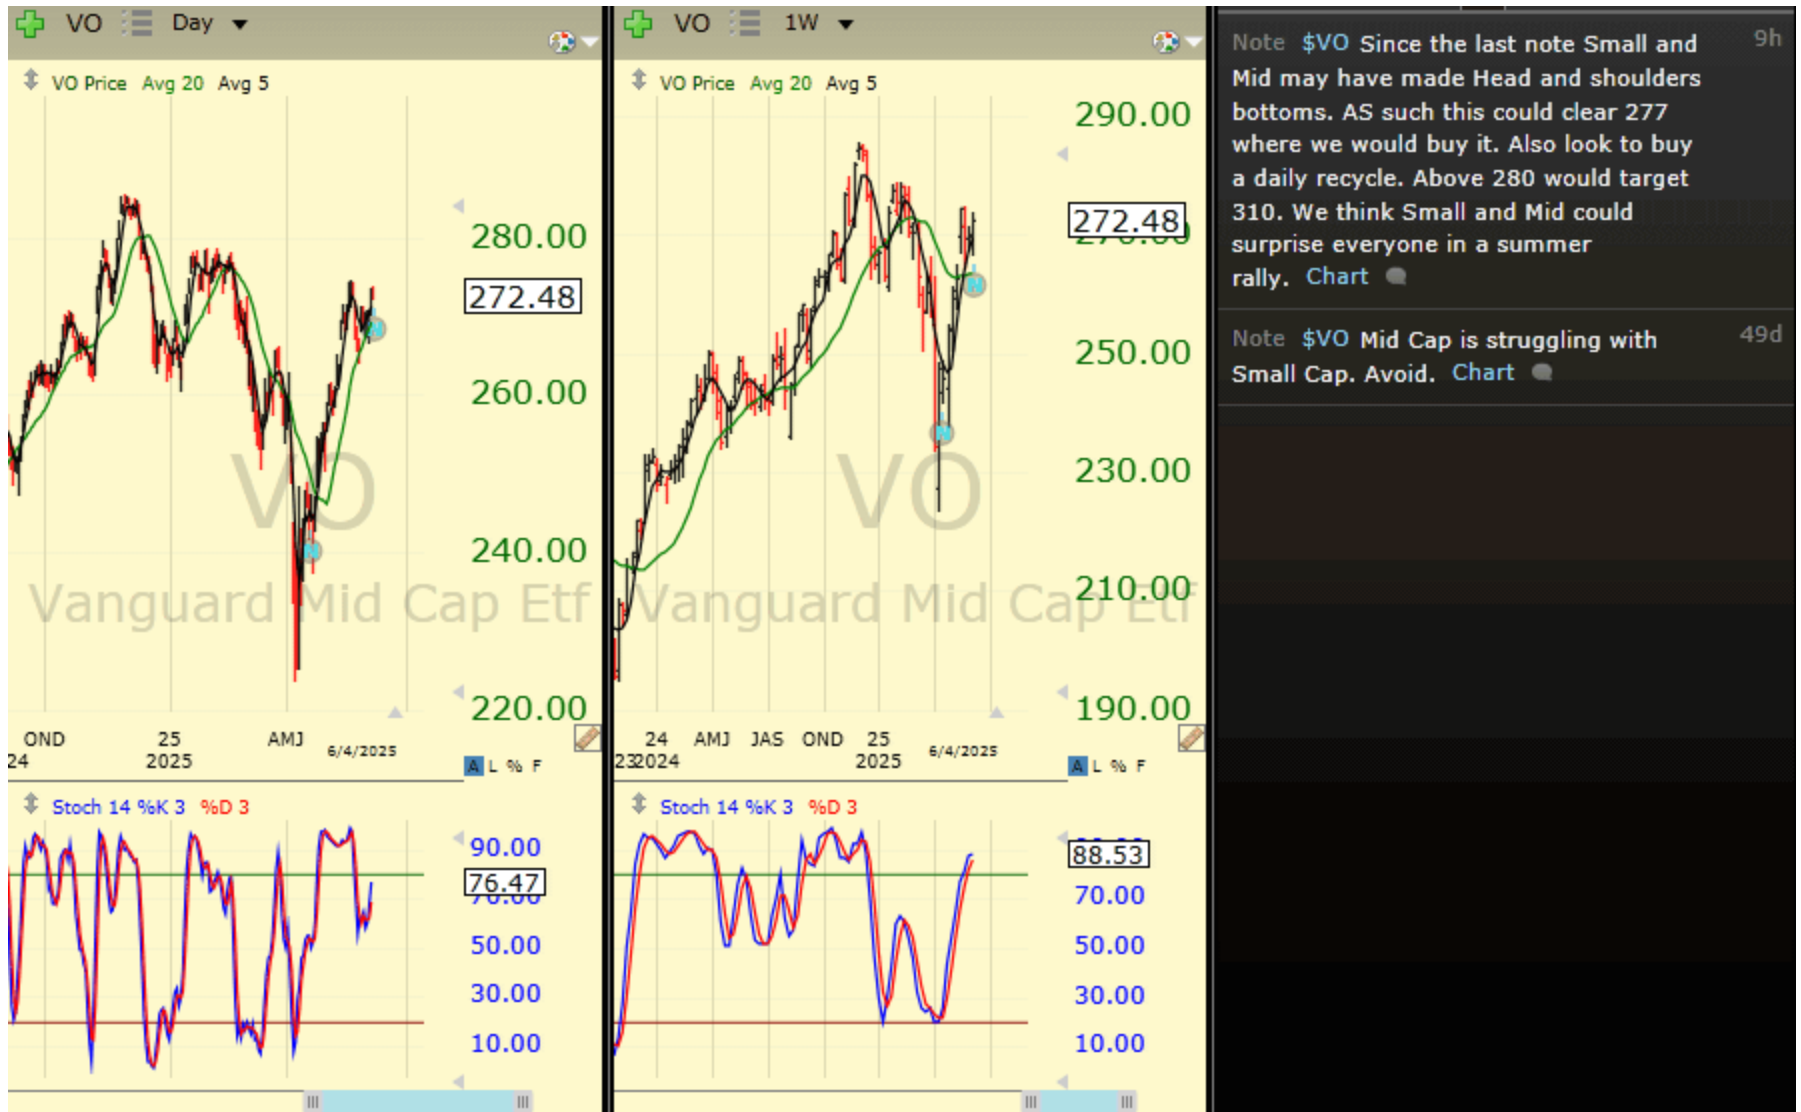 VO Day
VO Price Avg 20 Avg 5
280.00
272.48
260.00
240.00
220.00
VO
Vanguard Mid Cap Etf
OND 25 AMJ 6/4/2025
24 2025
A L % F
Stoch 14 %K 3 %D 3
90.00
76.47
50.00
30.00
10.00
VO 1W
VO Price Avg 20 Avg 5
290.00
272.48
250.00
230.00
210.00
190.00
VO
Vanguard Mid Cap Etf
24 AMJ JAS OND 25 6/4/2025
23 2024 2025
A L % F
Stoch 14 %K 3 %D 3
88.53
70.00
50.00
30.00
10.00
Note $VO Since the last note Small and 9h
Mid may have made Head and shoulders
bottoms. AS such this could clear 277
where we would buy it. Also look to buy
a daily recycle. Above 280 would target
310. We think Small and Mid could
surprise everyone in a summer
rally. Chart
Note $VO Mid Cap is struggling with 49d
Small Cap. Avoid. Chart
N
N
N
N